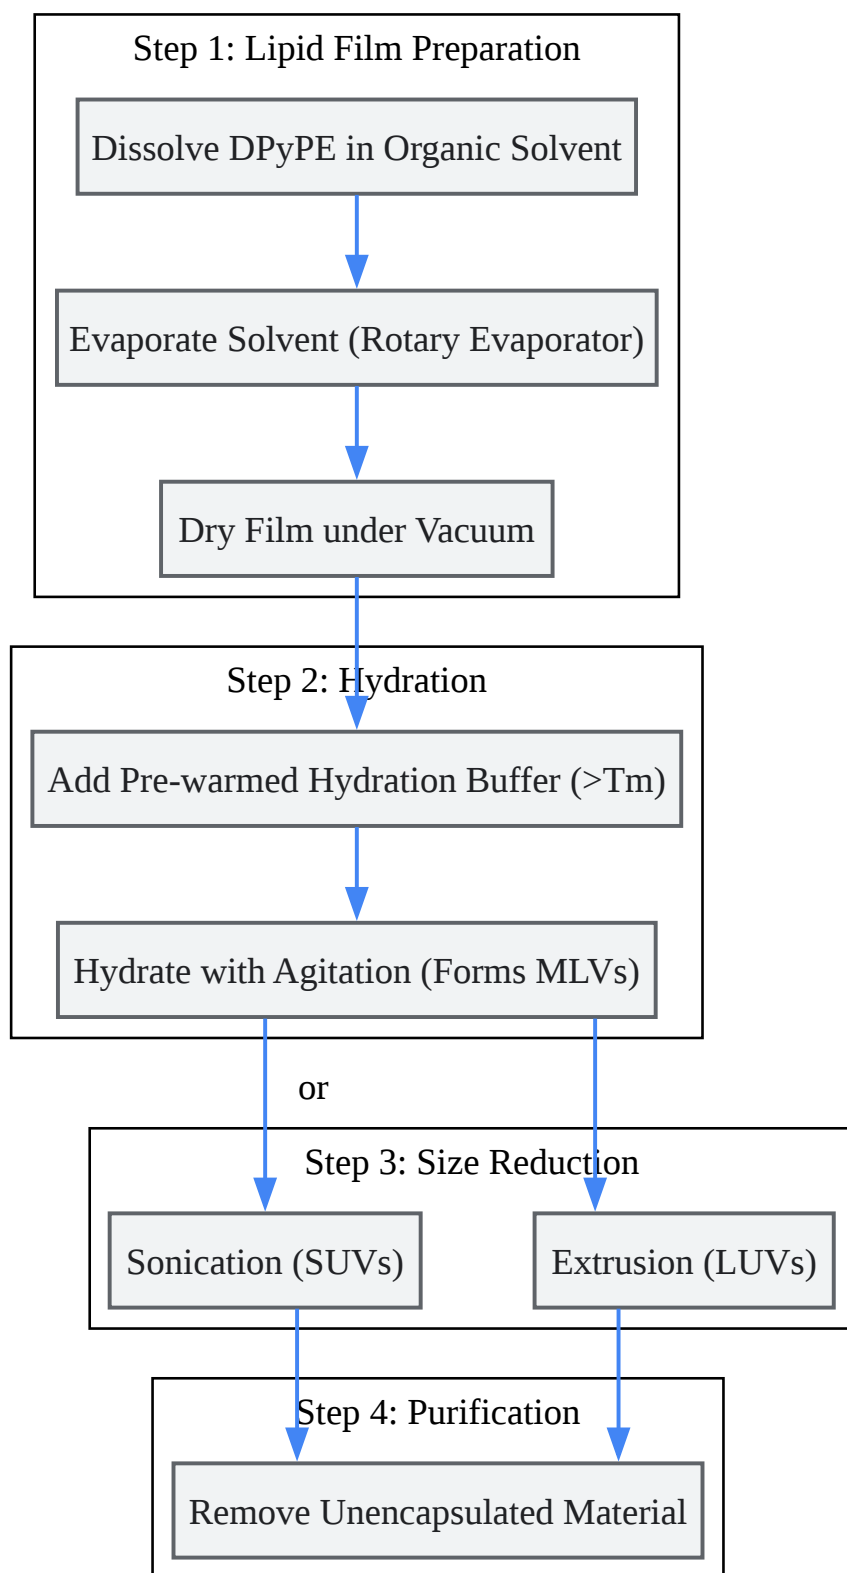 Step 1: Lipid Film Preparation
Dissolve DPyPE in Organic Solvent
Evaporate Solvent (Rotary Evaporator)
Dry Film under Vacuum
Step 2: Hydration
Add Pre-warmed Hydration Buffer (>Tm)
Hydrate with Agitation (Forms MLVs)
or
Step 3: Size Reduction
Sonication (SUVs)
Extrusion (LUVs)
Step 4: Purification
Remove Unencapsulated Material